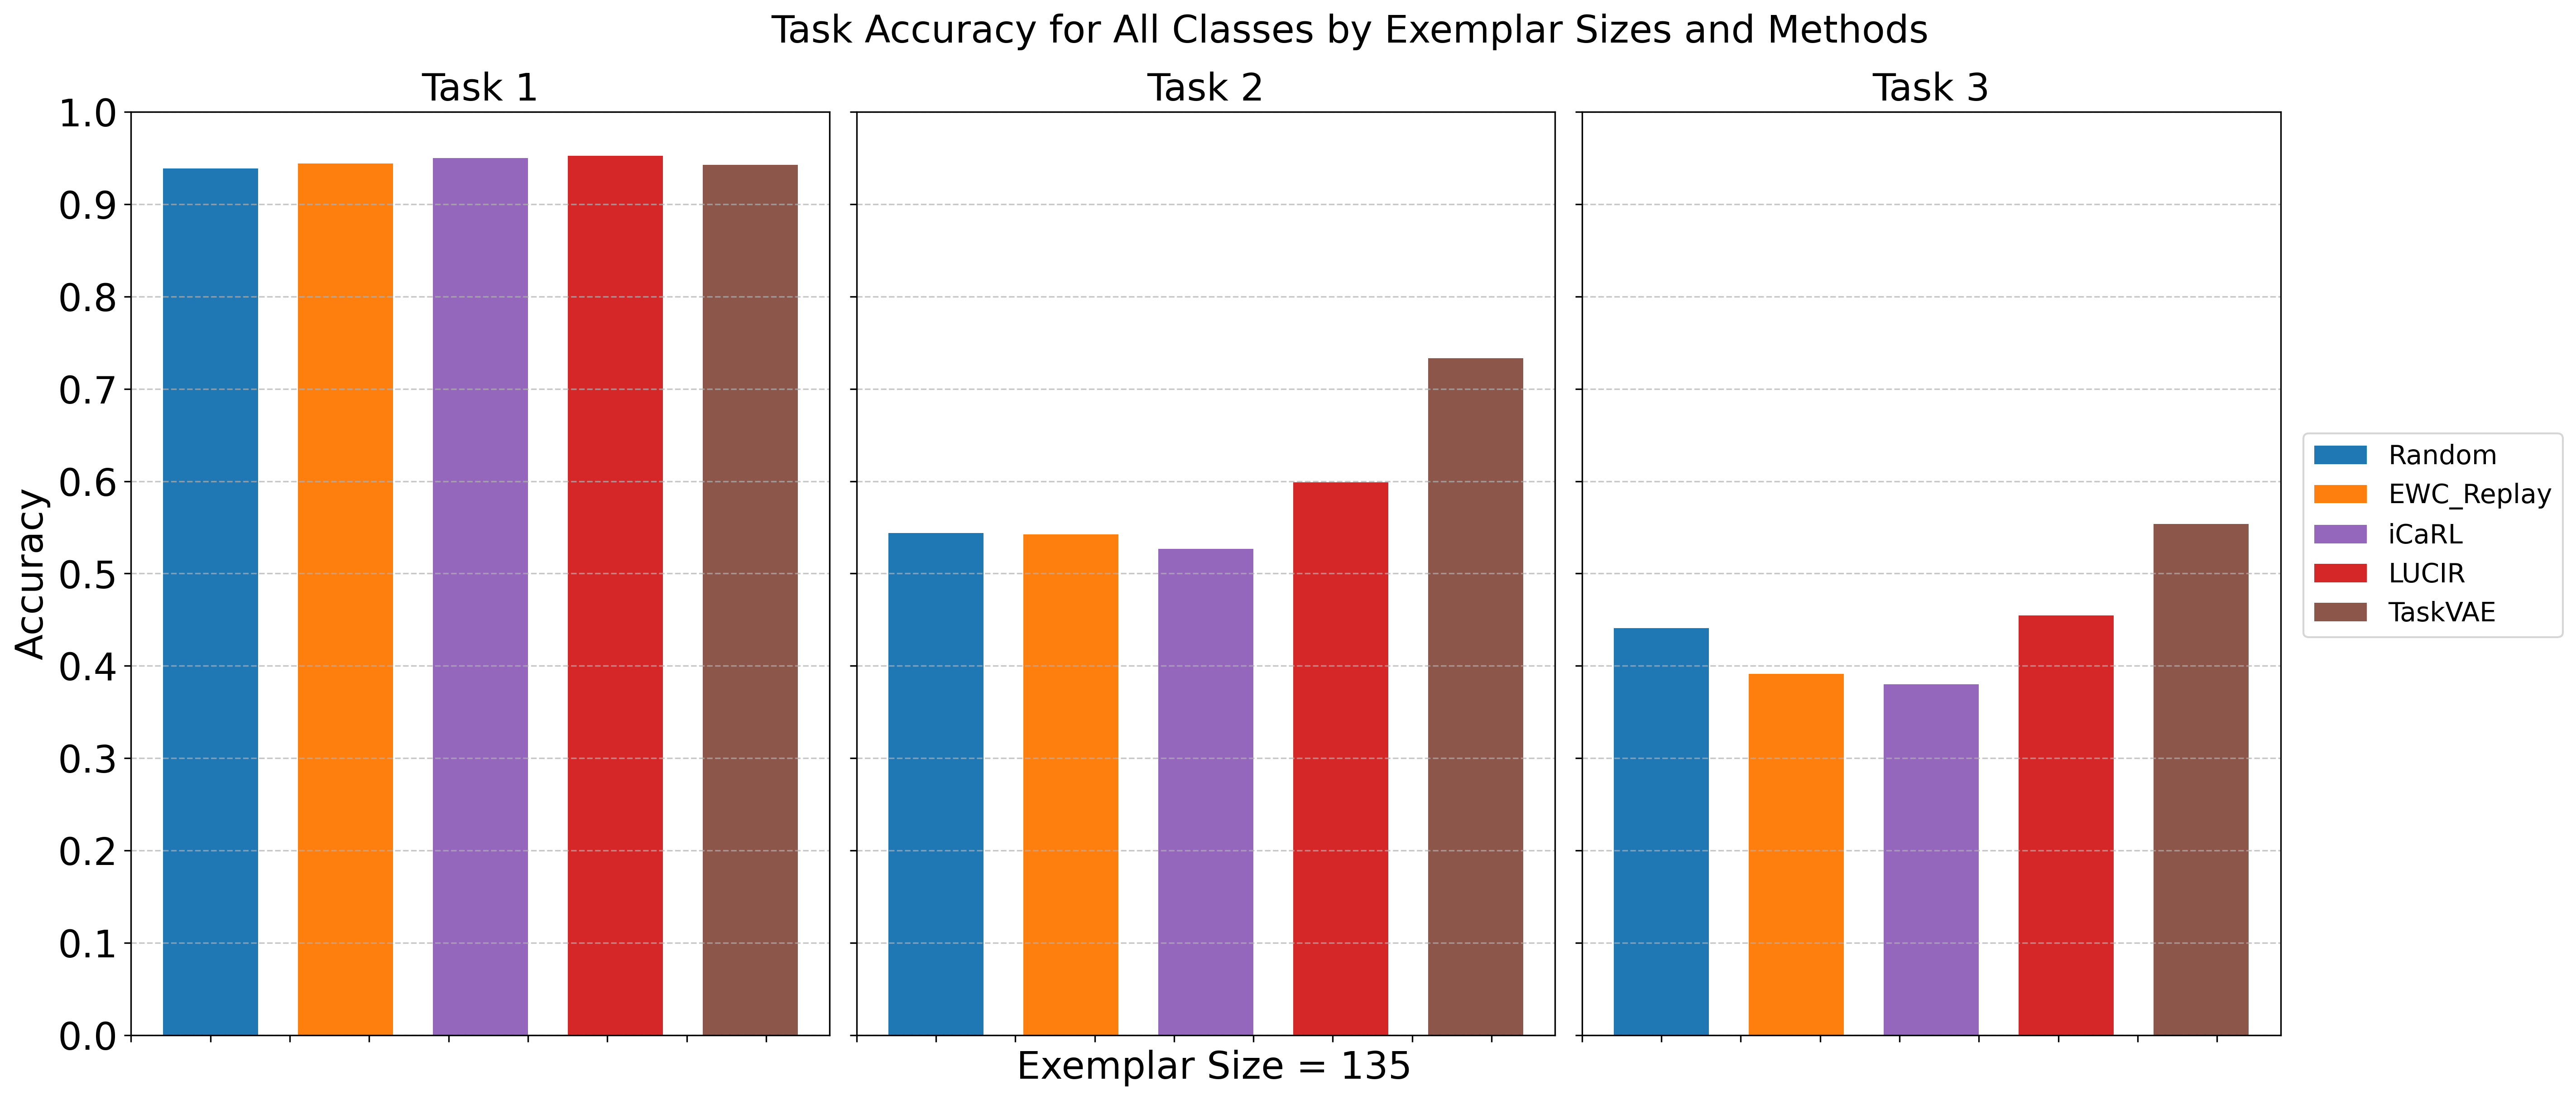 Task Accuracy for All Classes by Exemplar Sizes and Methods
Task 1
Task 2
Task 3
1.0
0.9
0.8
0.7
0.6
0.5
0.4
0.3
0.2
0.1
0.0
Accuracy
Exemplar Size = 135
Random
EWC_Replay
iCaRL
LUCIR
TaskVAE